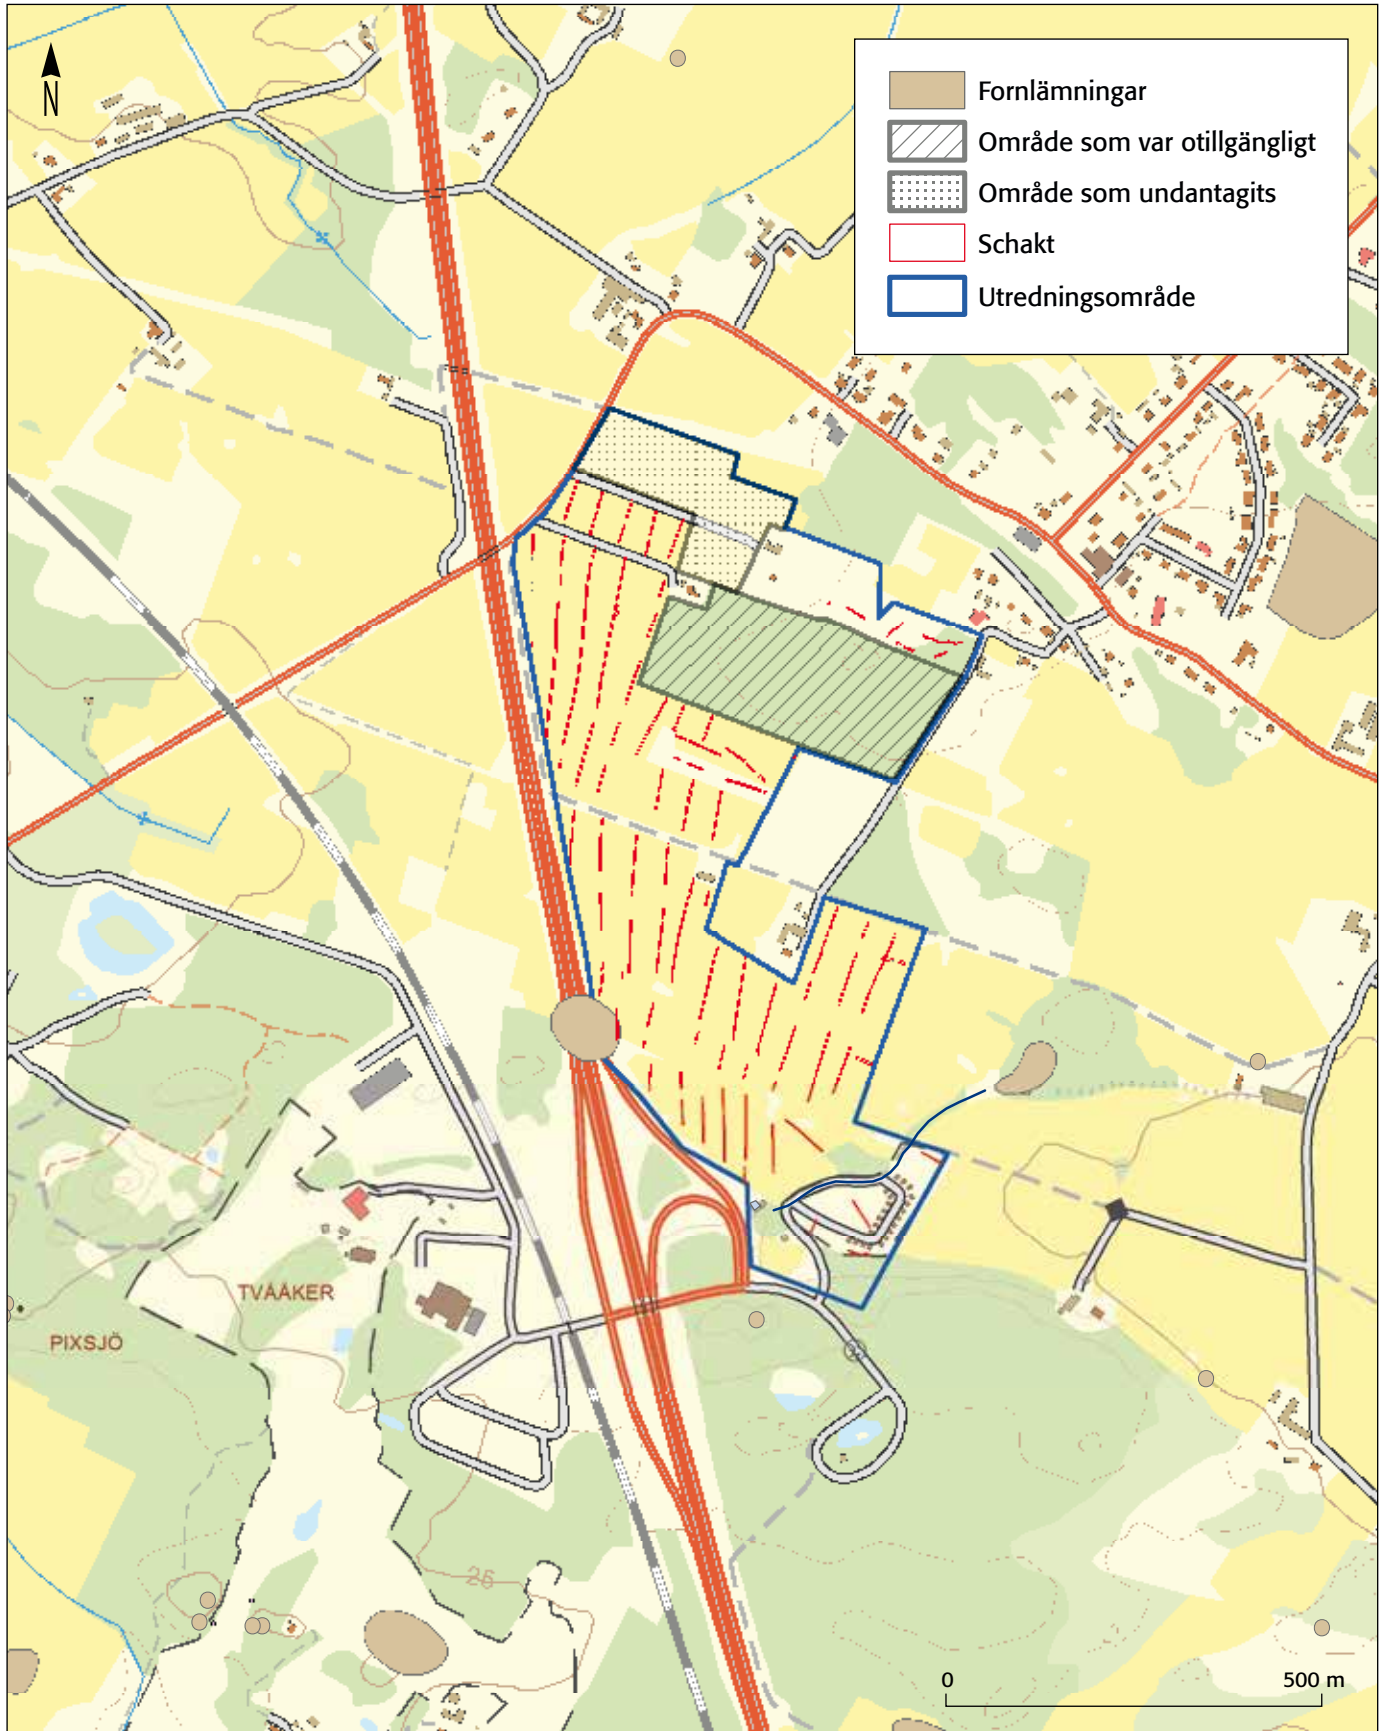 N
Fornlämningar
Område som var otillgängligt
Område som undantagits
Schakt
Utredningsområde
TVÅÅKER
PIXSJÖ
25
0 500 m